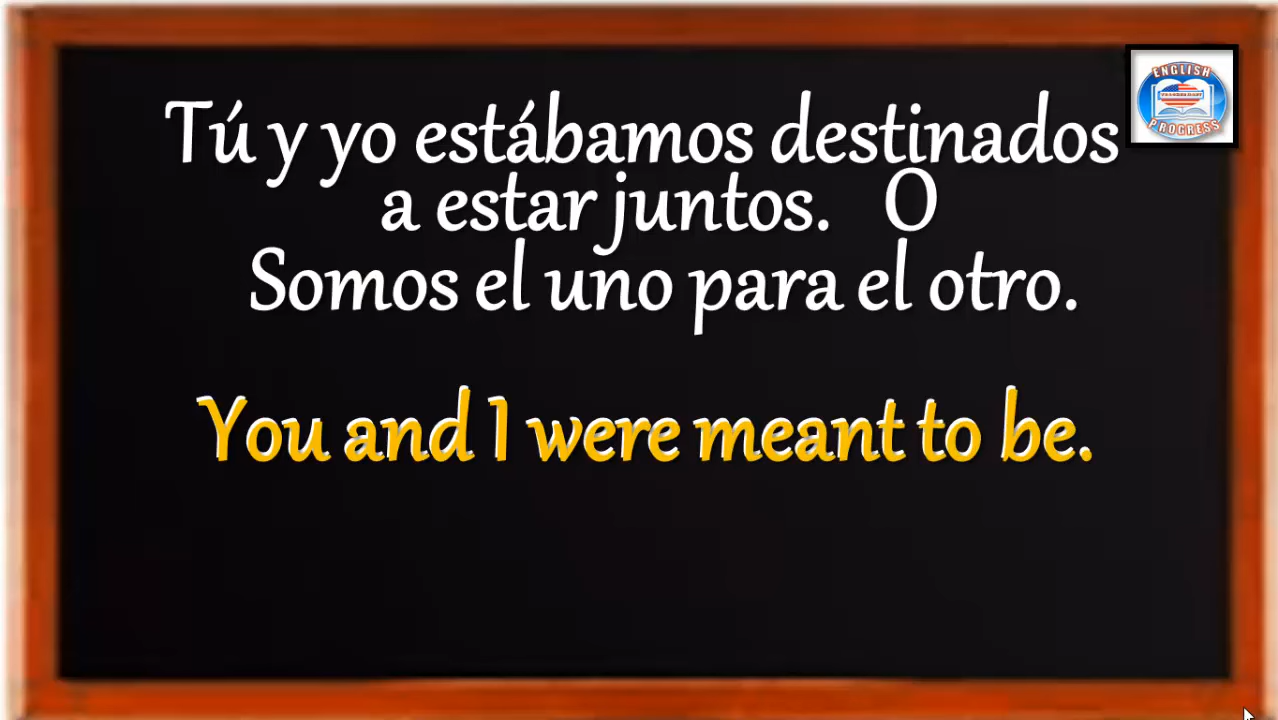 ENGLISH
PROGRESS
Tú y yo estábamos destinados
a estar juntos. O
Somos el uno para el otro.
You and I were meant to be.